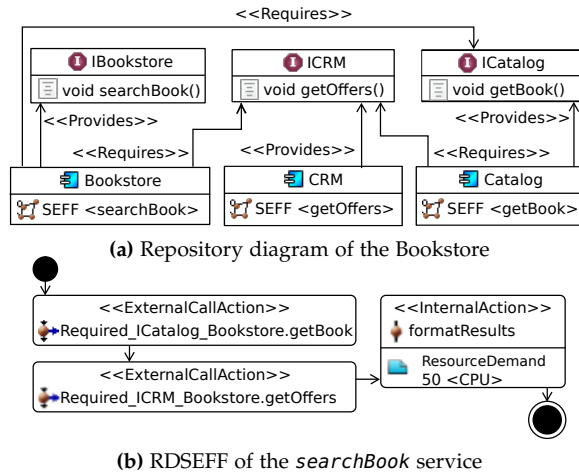 <<Requires>>
IBookstore
ICRM
ICatalog
void searchBook()
void getOffers()
void getBook()
<<Provides>>
<<Provides>>
<<Provides>>
<<Requires>>
<<Requires>>
Bookstore
CRM
Catalog
SEFF <searchBook>
SEFF <getOffers>
SEFF <getBook>
(a) Repository diagram of the Bookstore
<<ExternalCallAction>>
Required_ICatalog_Bookstore.getBook
<<ExternalCallAction>>
Required_ICRM_Bookstore.getOffers
<<InternalAction>>
formatResults
ResourceDemand
50 <CPU>
(b) RDSEFF of the searchBook service